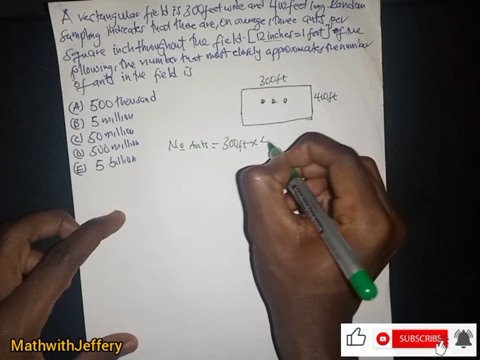 A rectangular field is 300 feet wide and 400 feet long. Random
sampling indicates that there are, on average, three ants per
square inch throughout the field. [12 inches = 1 foot] Of the
following, the number that most closely approximates the number
of ants in the field is
(A) 500 thousand
(B) 5 million
(C) 50 million
(D) 500 million
(E) 5 billion
300ft
400ft
No Ants = 300ft ×
MathwithJeffery
SUBSCRIBE